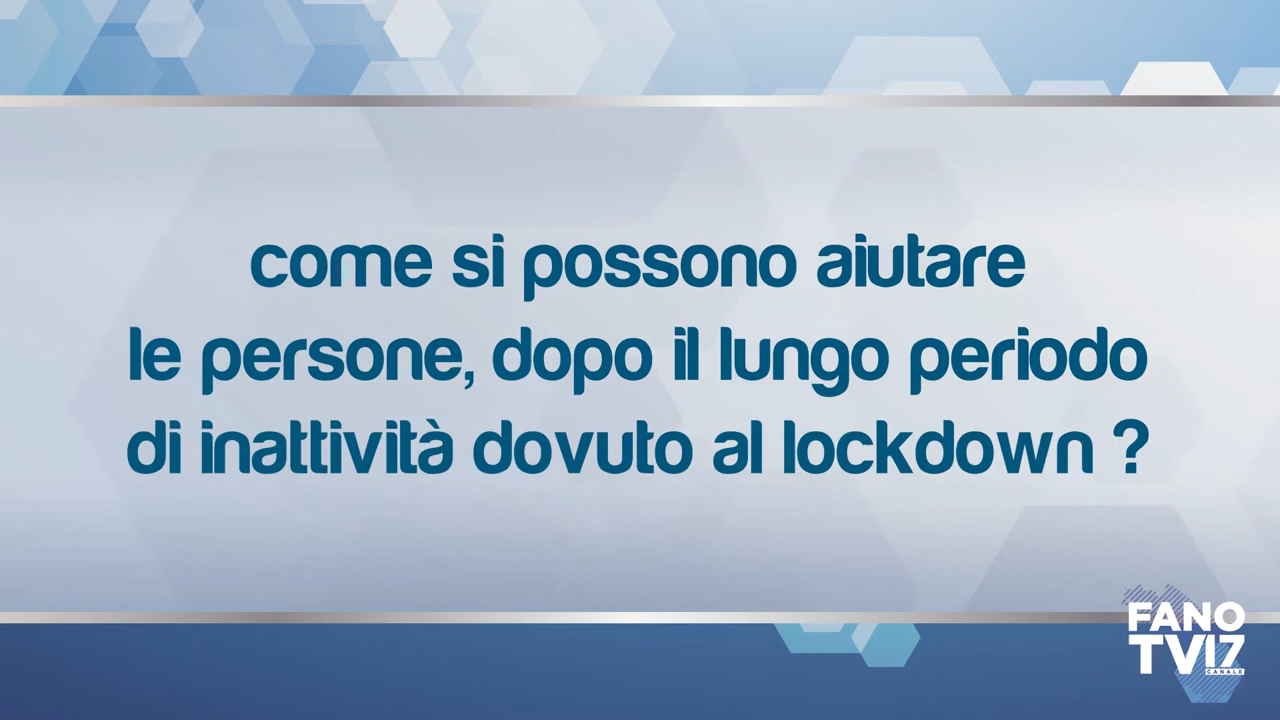 come si possono aiutare
le persone, dopo il lungo periodo
di inattività dovuto al lockdown ?
FANO
TV17
CANALE